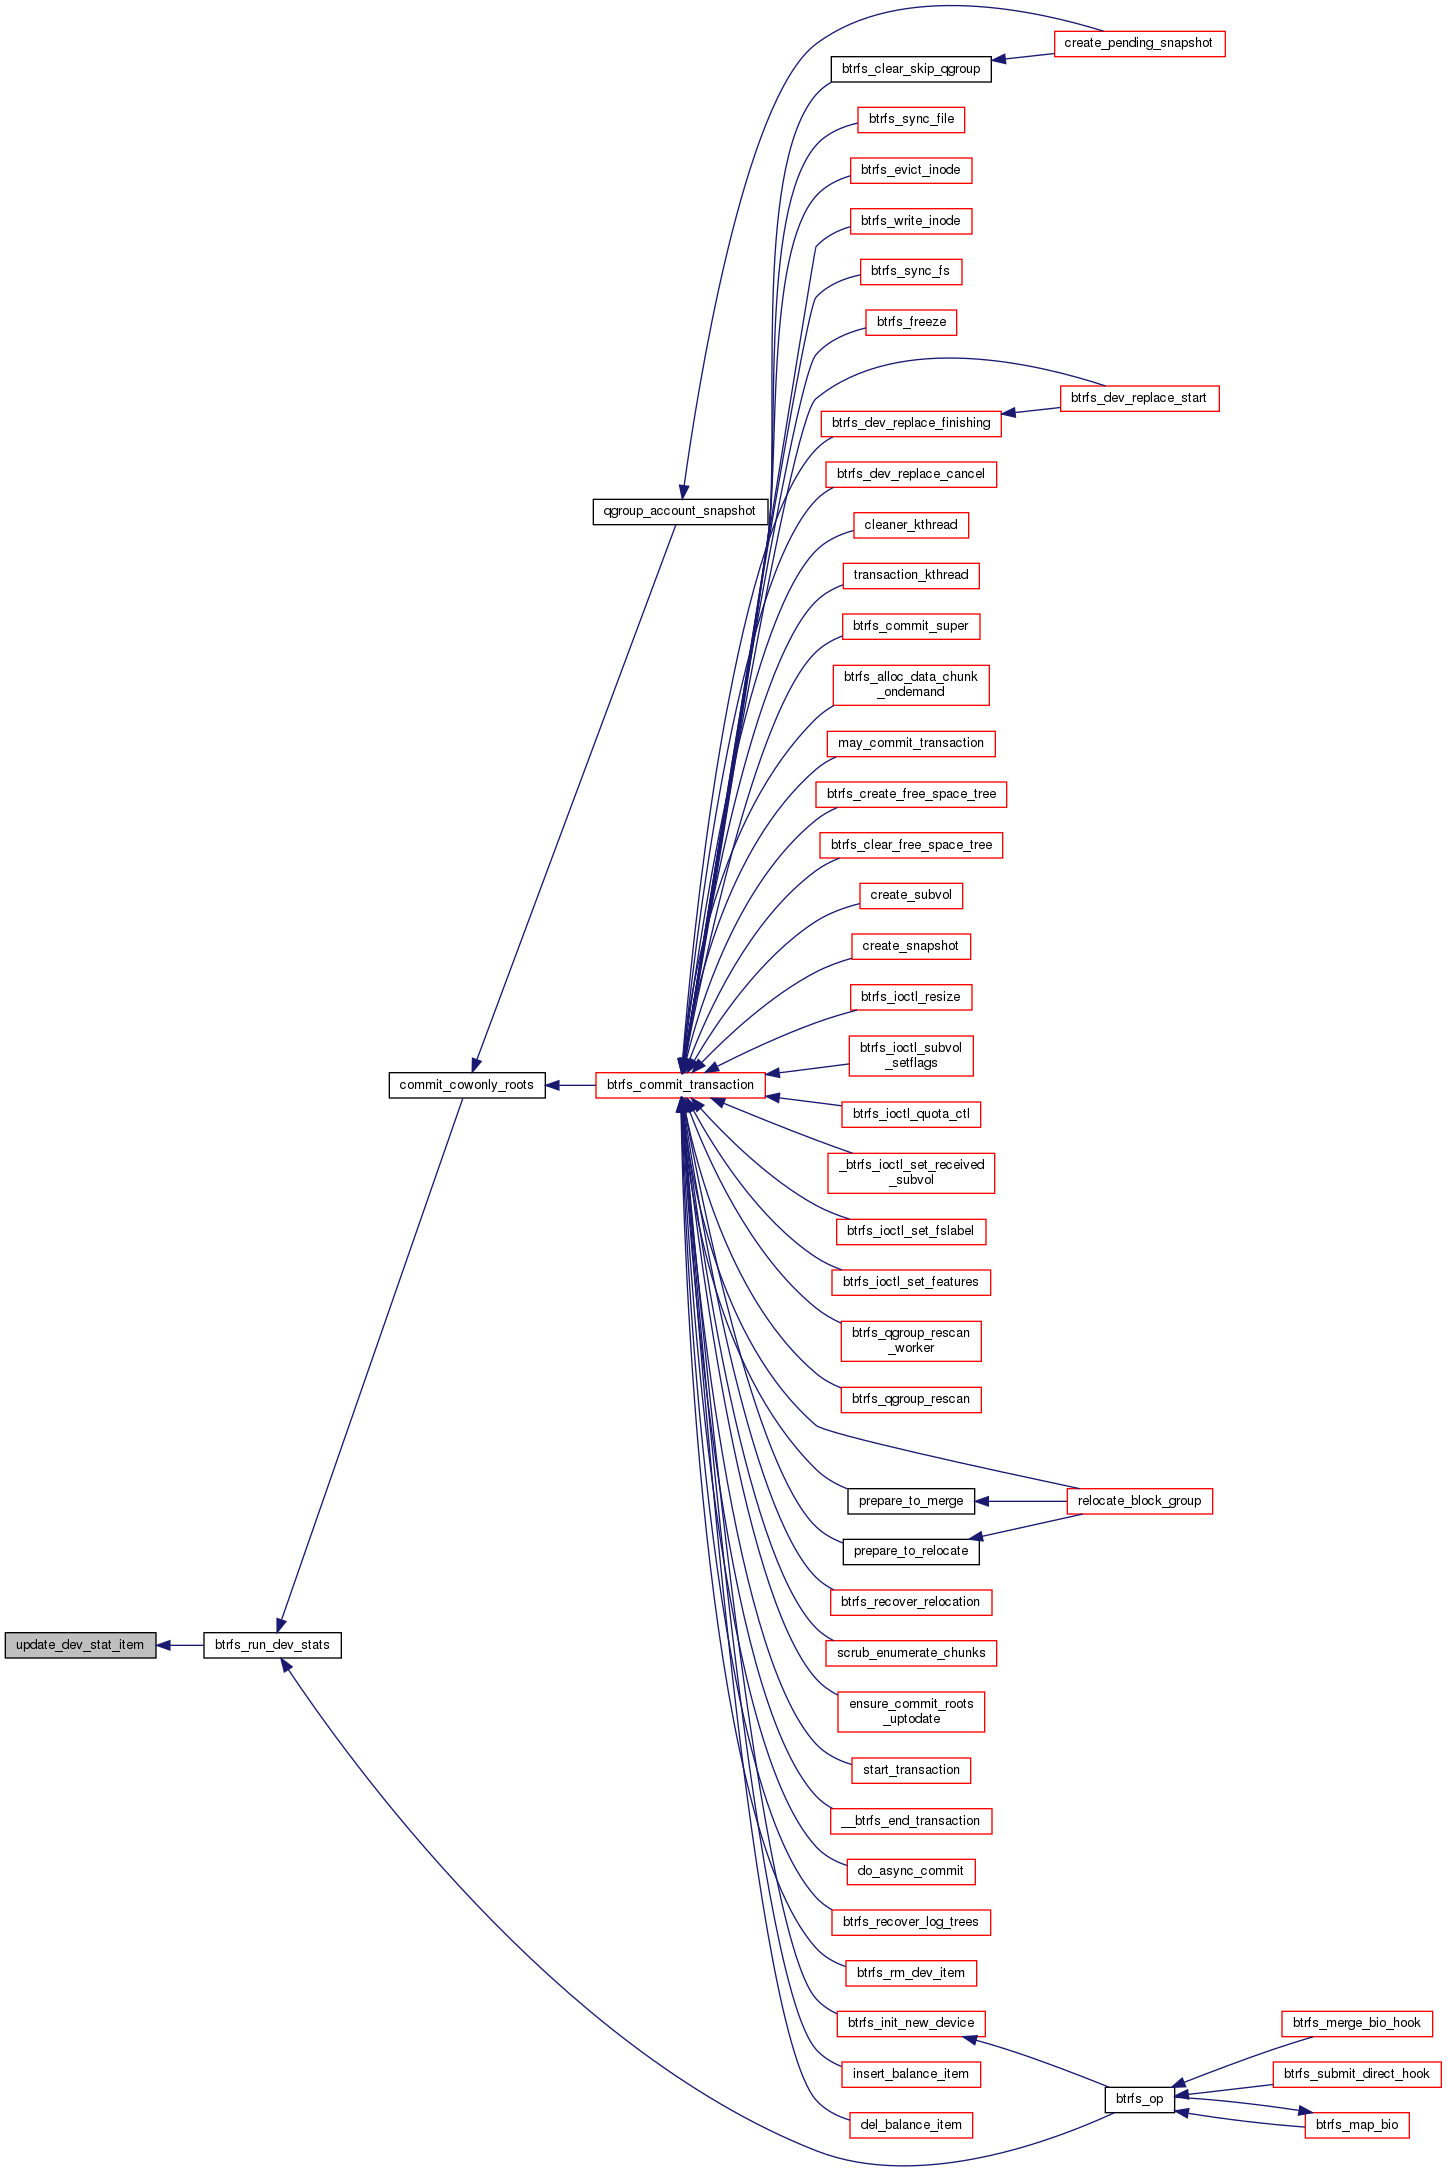 create_pending_snapshot
btrfs_clear_skip_qgroup
btrfs_sync_file
btrfs_evict_inode
btrfs_write_inode
btrfs_sync_fs
btrfs_freeze
btrfs_dev_replace_start
btrfs_dev_replace_finishing
btrfs_dev_replace_cancel
qgroup_account_snapshot
cleaner_kthread
transaction_kthread
btrfs_commit_super
btrfs_alloc_data_chunk
_ondemand
may_commit_transaction
btrfs_create_free_space_tree
btrfs_clear_free_space_tree
create_subvol
create_snapshot
btrfs_ioctl_resize
btrfs_ioctl_subvol
_setflags
commit_cowonly_roots
btrfs_commit_transaction
btrfs_ioctl_quota_ctl
_btrfs_ioctl_set_received
_subvol
btrfs_ioctl_set_fslabel
btrfs_ioctl_set_features
btrfs_qgroup_rescan
_worker
btrfs_qgroup_rescan
prepare_to_merge
relocate_block_group
prepare_to_relocate
btrfs_recover_relocation
update_dev_stat_item
btrfs_run_dev_stats
scrub_enumerate_chunks
ensure_commit_roots
_uptodate
start_transaction
__btrfs_end_transaction
do_async_commit
btrfs_recover_log_trees
btrfs_rm_dev_item
btrfs_init_new_device
btrfs_merge_bio_hook
insert_balance_item
btrfs_submit_direct_hook
btrfs_op
del_balance_item
btrfs_map_bio